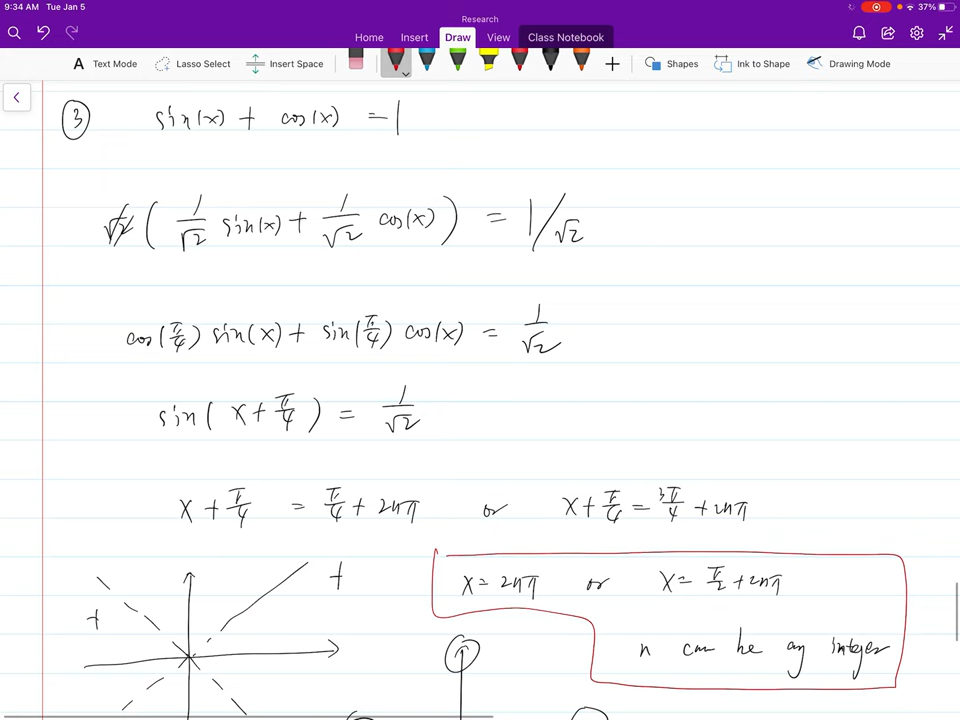 9:34 AM Tue Jan 5
37%
Research
Home Insert Draw View Class Notebook
Text Mode Lasso Select Insert Space Shapes Ink to Shape Drawing Mode
③ sin(x) + cos(x) = 1
√2 ( 1/√2 sin(x) + 1/√2 cos(x) ) = 1/√2
cos(π/4) sin(x) + sin(π/4) cos(x) = 1/√2
sin( x + π/4 ) = 1/√2
x + π/4 = π/4 + 2nπ or x + π/4 = 3π/4 + 2nπ
+
x = 2nπ or x = π/2 + 2nπ
+
n can be any integer